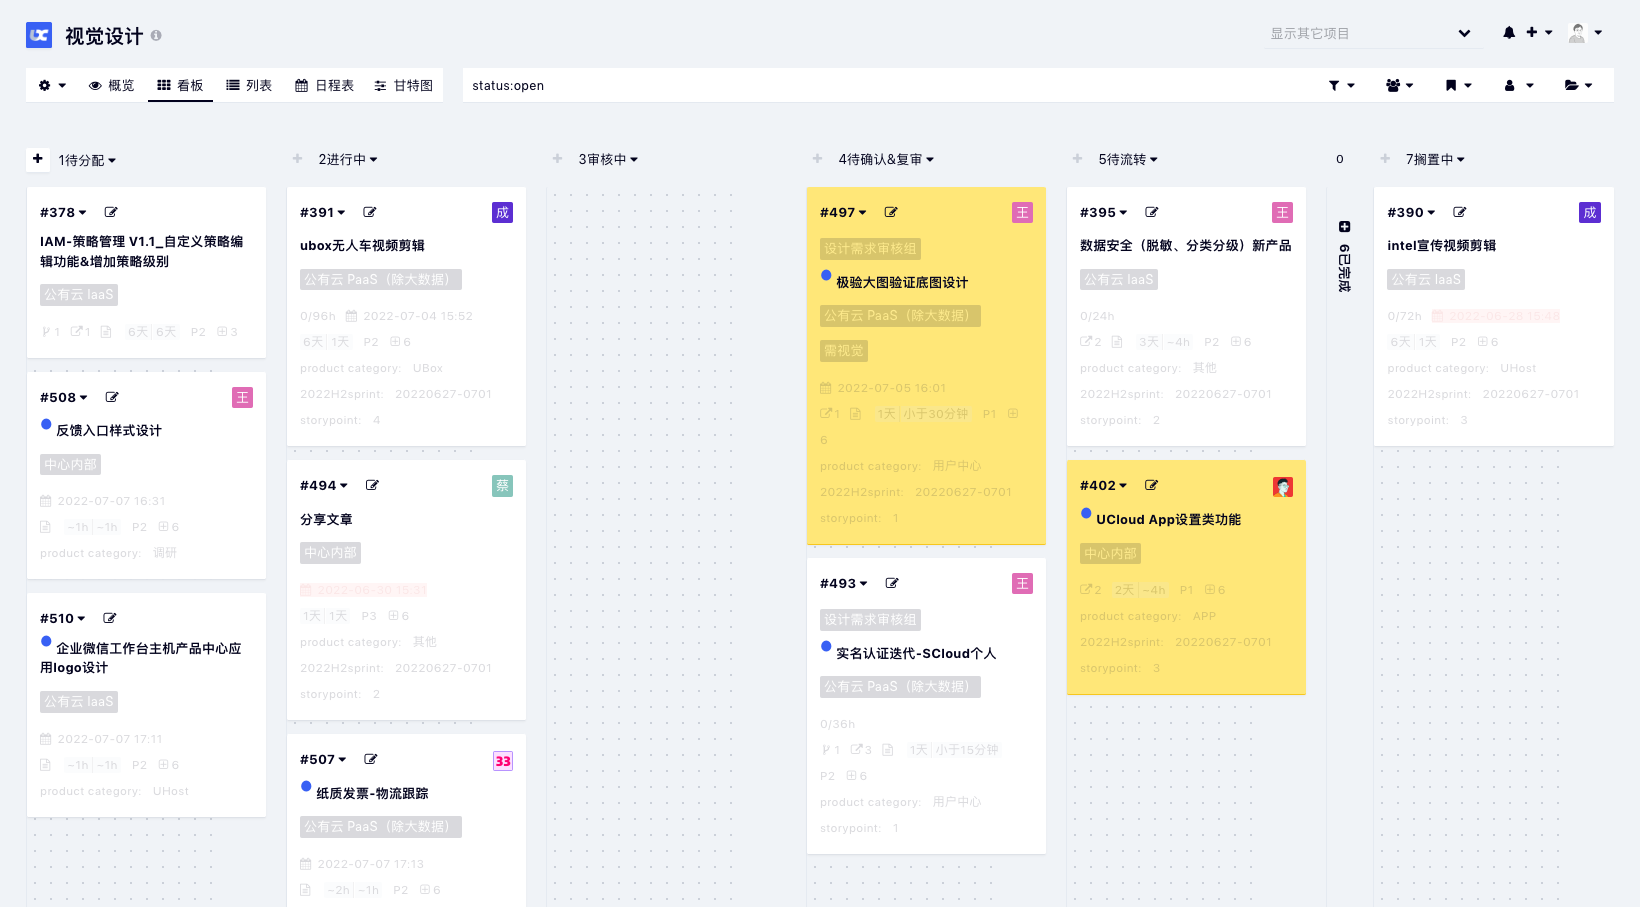 视觉设计
显示其它项目
概览
看板
列表
日程表
甘特图
status:open
1待分配
#378
IAM-策略管理 V1.1_自定义策略编
辑功能&增加策略级别
公有云 IaaS
1 1 6天 6天 P2 3
#508 王
反馈入口样式设计
中心内部
2022-07-07 16:31
~1h ~1h P2 6
product category: 调研
#510
企业微信工作台主机产品中心应
用logo设计
公有云 IaaS
2022-07-07 17:11
~1h ~1h P2 6
product category: UHost
2进行中
#391 成
ubox无人车视频剪辑
公有云 PaaS（除大数据）
0/96h 2022-07-04 15:52
6天 1天 P2 6
product category: UBox
2022H2sprint: 20220627-0701
storypoint: 4
#494 蔡
分享文章
中心内部
2022-06-30 15:31
1天 1天 P3 6
product category: 其他
2022H2sprint: 20220627-0701
storypoint: 2
#507 33
纸质发票-物流跟踪
公有云 PaaS（除大数据）
2022-07-07 17:13
~2h ~1h P2 6
3审核中
4待确认&复审
#497 王
设计需求审核组
极验大图验证底图设计
公有云 PaaS（除大数据）
需视觉
2022-07-05 16:01
1 1天 小于30分钟 P1
6
product category: 用户中心
2022H2sprint: 20220627-0701
storypoint: 1
#493 王
设计需求审核组
实名认证迭代-SCloud个人
公有云 PaaS（除大数据）
0/36h
1 3 1天 小于15分钟
P2 6
product category: 用户中心
storypoint: 1
5待流转
#395 王
数据安全（脱敏、分类分级）新产品
公有云 IaaS
0/24h
2 3天 ~4h P2 6
product category: 其他
2022H2sprint: 20220627-0701
storypoint: 2
#402
UCloud App设置类功能
中心内部
2 2天 ~4h P1 6
product category: APP
2022H2sprint: 20220627-0701
storypoint: 3
0
6已完成
7搁置中
#390 成
intel宣传视频剪辑
公有云 IaaS
0/72h 2022-06-28 15:48
6天 1天 P2 6
product category: UHost
2022H2sprint: 20220627-0701
storypoint: 3